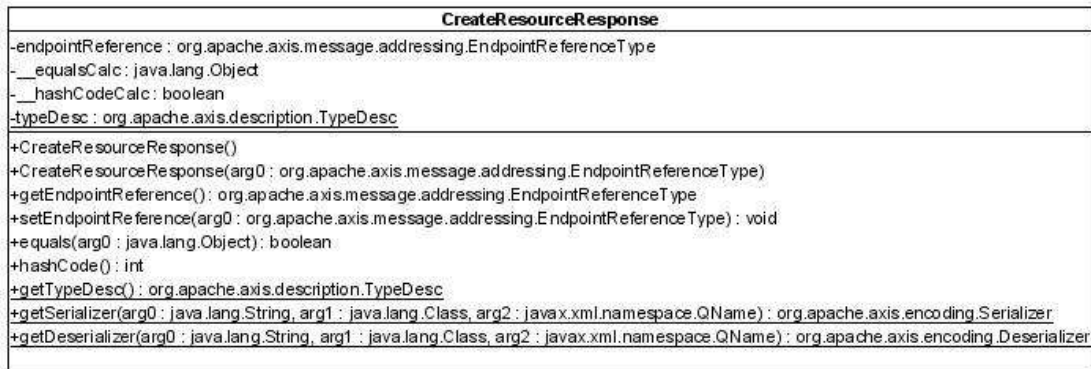 CreateResourceResponse
-endpointReference : org.apache.axis.message.addressing.EndpointReferenceType
-__equalsCalc : java.lang.Object
-__hashCodeCalc : boolean
-typeDesc : org.apache.axis.description.TypeDesc
+CreateResourceResponse()
+CreateResourceResponse(arg0 : org.apache.axis.message.addressing.EndpointReferenceType)
+getEndpointReference() : org.apache.axis.message.addressing.EndpointReferenceType
+setEndpointReference(arg0 : org.apache.axis.message.addressing.EndpointReferenceType) : void
+equals(arg0 : java.lang.Object) : boolean
+hashCode() : int
+getTypeDesc() : org.apache.axis.description.TypeDesc
+getSerializer(arg0 : java.lang.String, arg1 : java.lang.Class, arg2 : javax.xml.namespace.QName) : org.apache.axis.encoding.Serializer
+getDeserializer(arg0 : java.lang.String, arg1 : java.lang.Class, arg2 : javax.xml.namespace.QName) : org.apache.axis.encoding.Deserializer